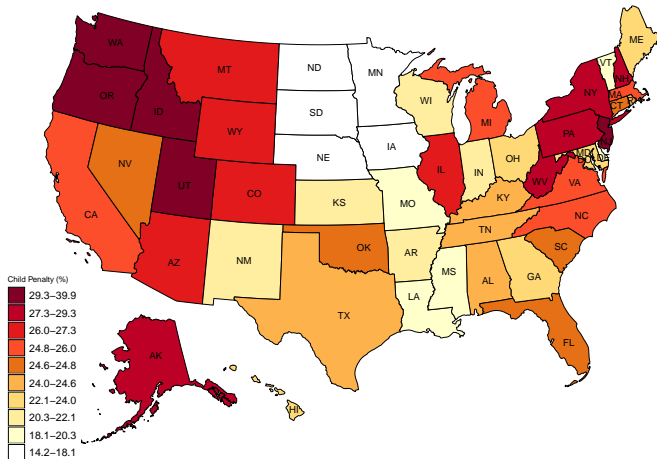 WA
OR
ID
MT
WY
ND
SD
NE
MN
IA
WI
MI
ME
VT
NH
NY
MA
CT
PA
NV
UT
CO
KS
MO
IL
IN
OH
WV
VA
KY
MD
DE
CA
AZ
NM
OK
AR
TN
NC
SC
TX
LA
MS
AL
GA
FL
AK
HI
Child Penalty (%)
29.3–39.9
27.3–29.3
26.0–27.3
24.8–26.0
24.6–24.8
24.0–24.6
22.1–24.0
20.3–22.1
18.1–20.3
14.2–18.1